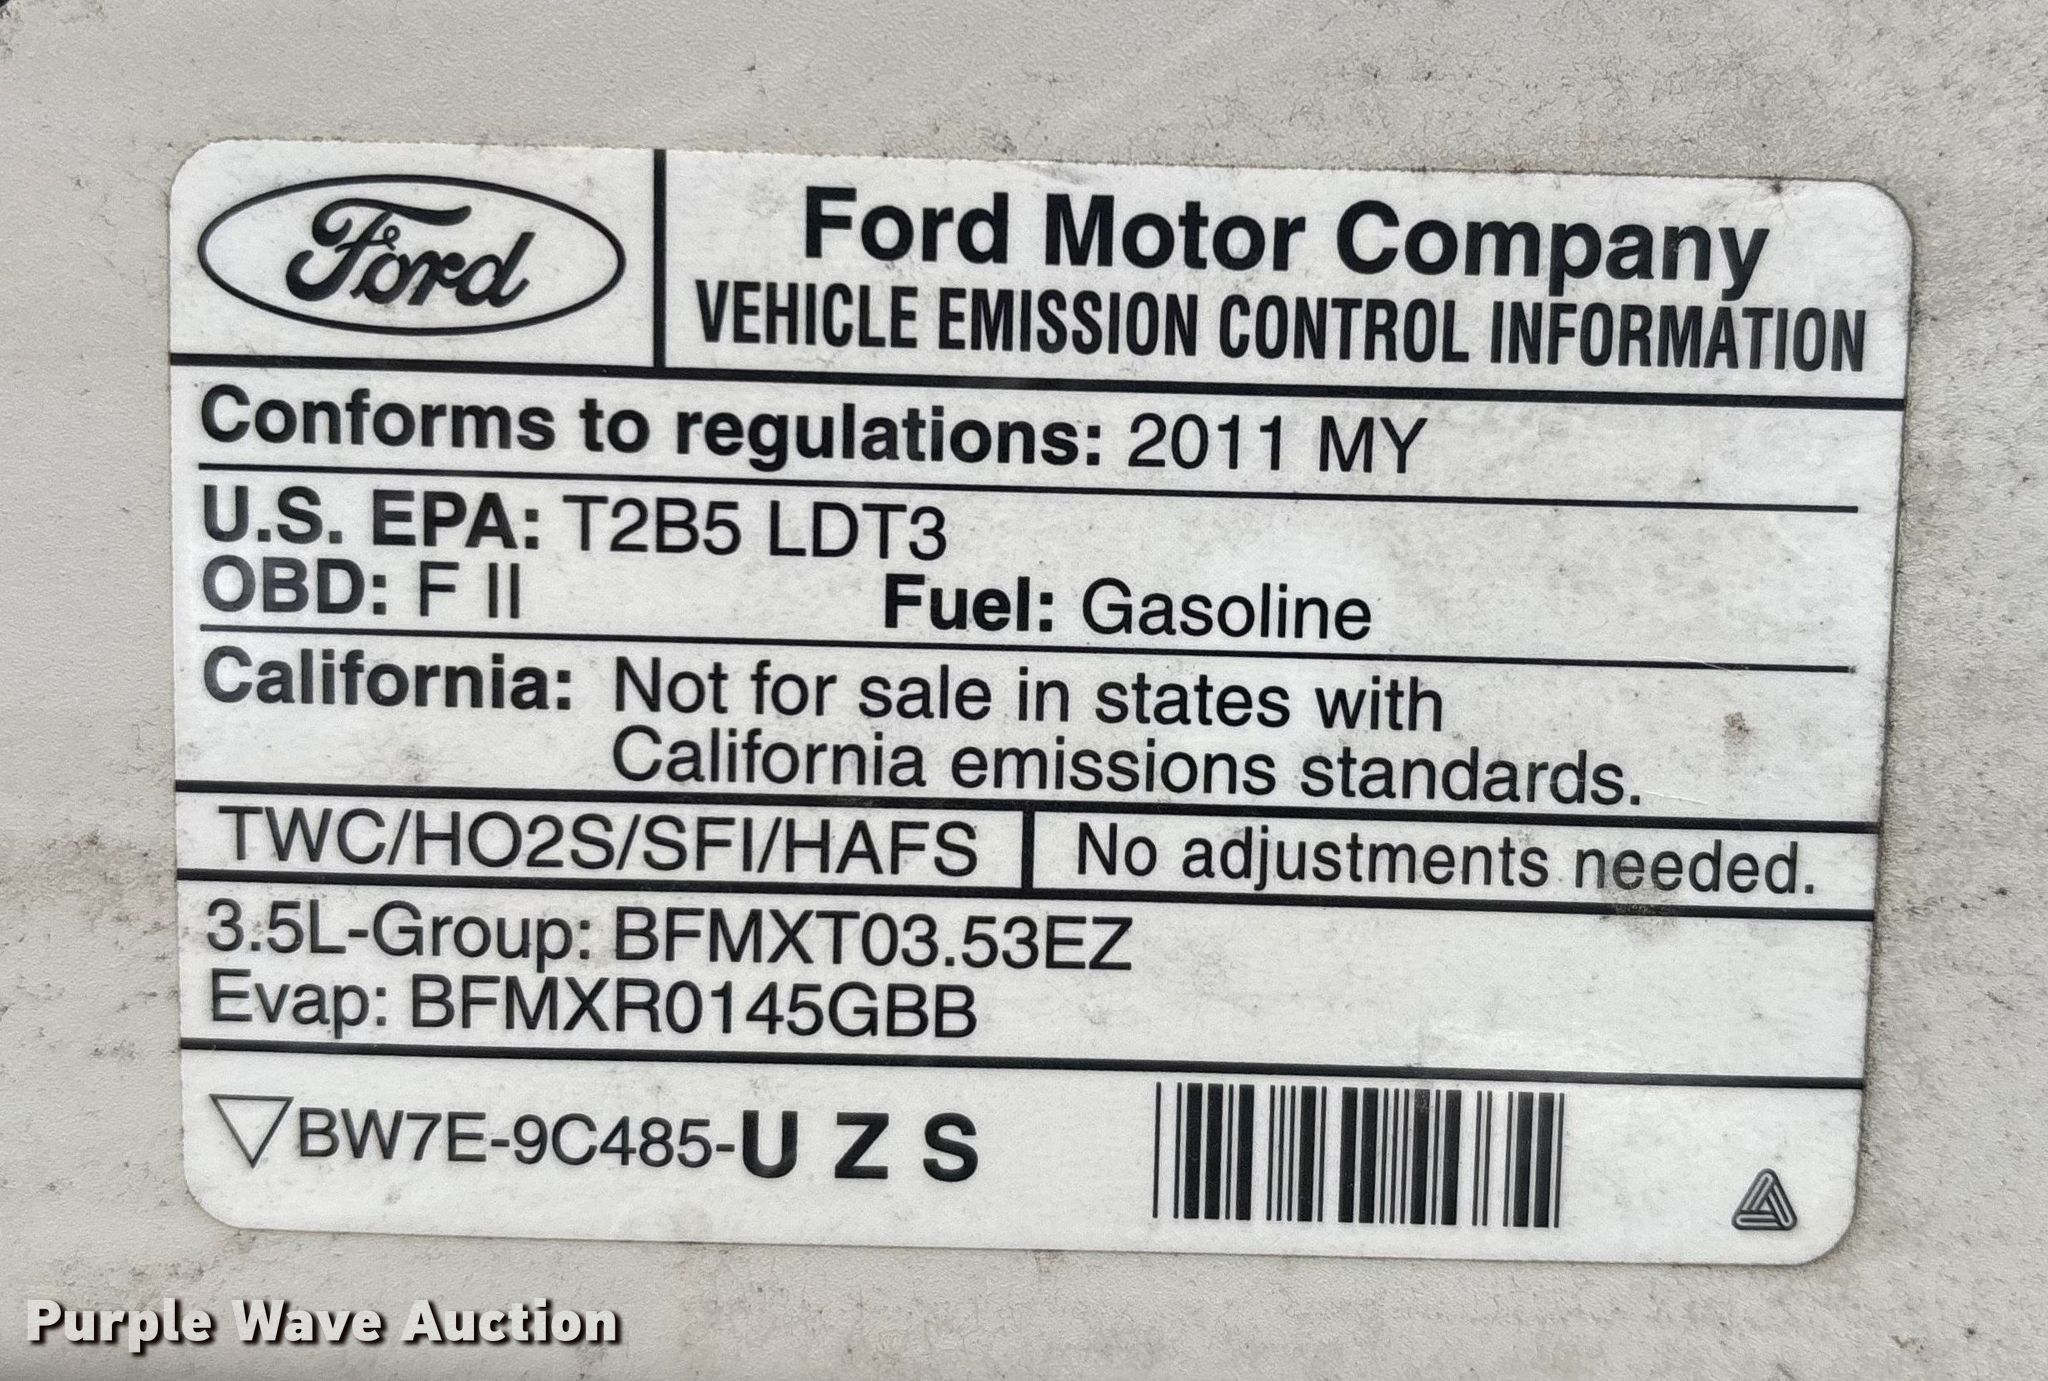 Ford
Ford Motor Company
VEHICLE EMISSION CONTROL INFORMATION
Conforms to regulations: 2011 MY
U.S. EPA: T2B5 LDT3
OBD: F II Fuel: Gasoline
California: Not for sale in states with
California emissions standards.
TWC/HO2S/SFI/HAFS No adjustments needed.
3.5L-Group: BFMXT03.53EZ
Evap: BFMXR0145GBB
▽BW7E-9C485-U Z S
Purple Wave Auction